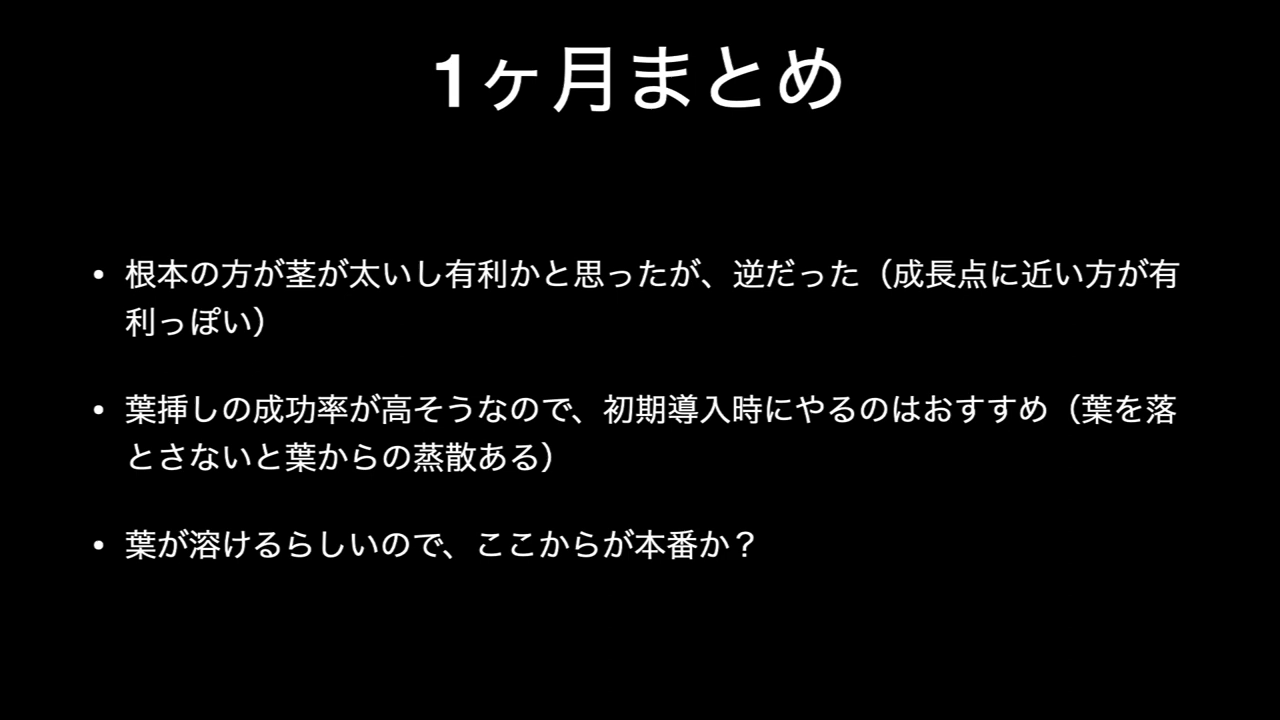 1ヶ月まとめ
• 根本の方が茎が太いし有利かと思ったが、逆だった（成長点に近い方が有
利っぽい）
• 葉挿しの成功率が高そうなので、初期導入時にやるのはおすすめ（葉を落
とさないと葉からの蒸散ある）
• 葉が溶けるらしいので、ここからが本番か？